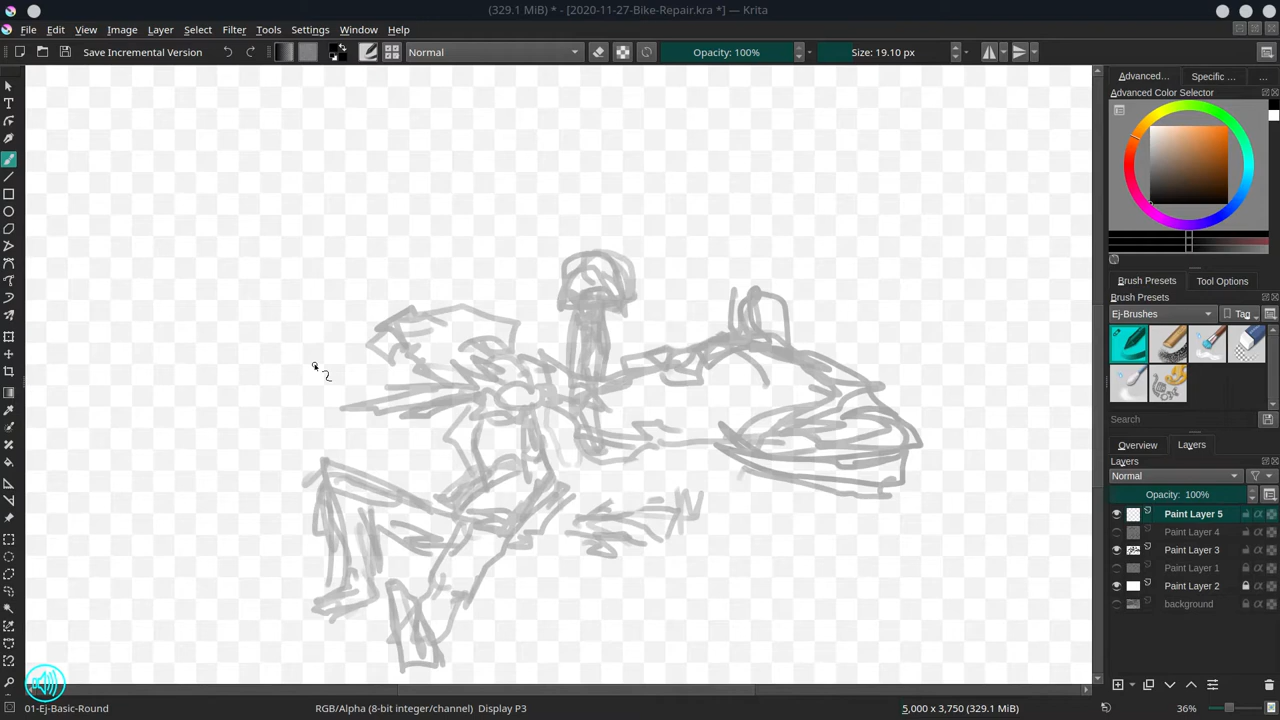 (329.1 MiB) * - [2020-11-27-Bike-Repair.kra *] — Krita
File Edit View Image Layer Select Filter Tools Settings Window Help
Save Incremental Version Normal Opacity: 100% Size: 19.10 px
Advanced... Specific ... ...
Advanced Color Selector
Brush Presets Tool Options
Brush Presets
Ej-Brushes Tag
Search
Overview Layers
Layers
Normal
Opacity: 100%
Paint Layer 5
Paint Layer 4
Paint Layer 3
Paint Layer 1
Paint Layer 2
background
01-Ej-Basic-Round RGB/Alpha (8-bit integer/channel) Display P3 5,000 x 3,750 (329.1 MiB) 36%